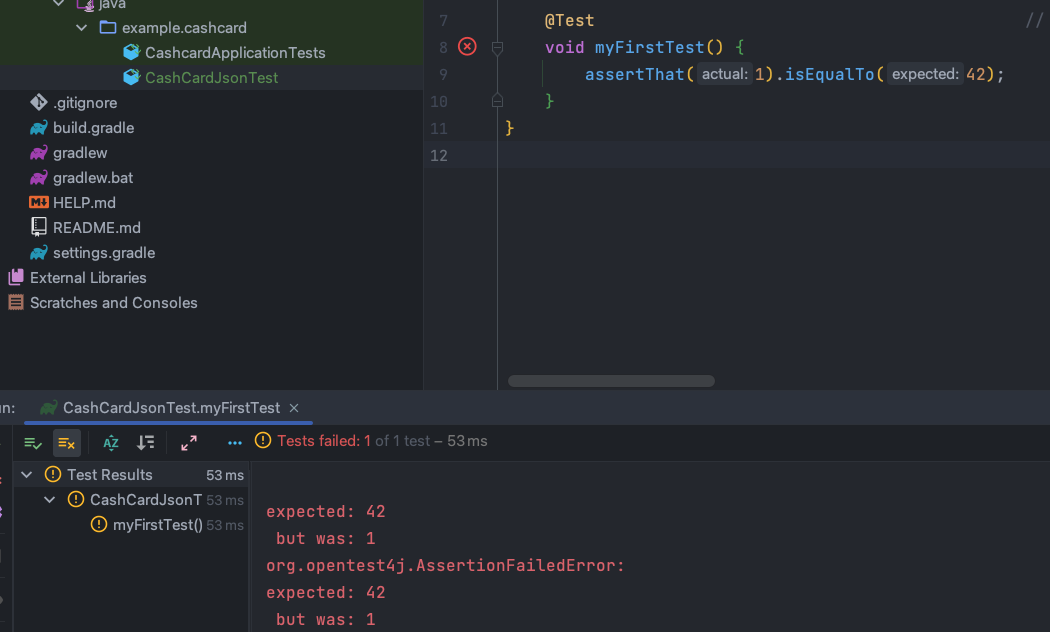 java
example.cashcard
CashcardApplicationTests
CashCardJsonTest
.gitignore
build.gradle
gradlew
gradlew.bat
HELP.md
README.md
settings.gradle
External Libraries
Scratches and Consoles
7 @Test //
8 void myFirstTest() {
9 assertThat( actual: 1).isEqualTo( expected: 42);
10 }
11 }
12
un: CashCardJsonTest.myFirstTest ×
Tests failed: 1 of 1 test – 53 ms
Test Results 53 ms
CashCardJsonT 53 ms
myFirstTest() 53 ms
expected: 42
but was: 1
org.opentest4j.AssertionFailedError:
expected: 42
but was: 1